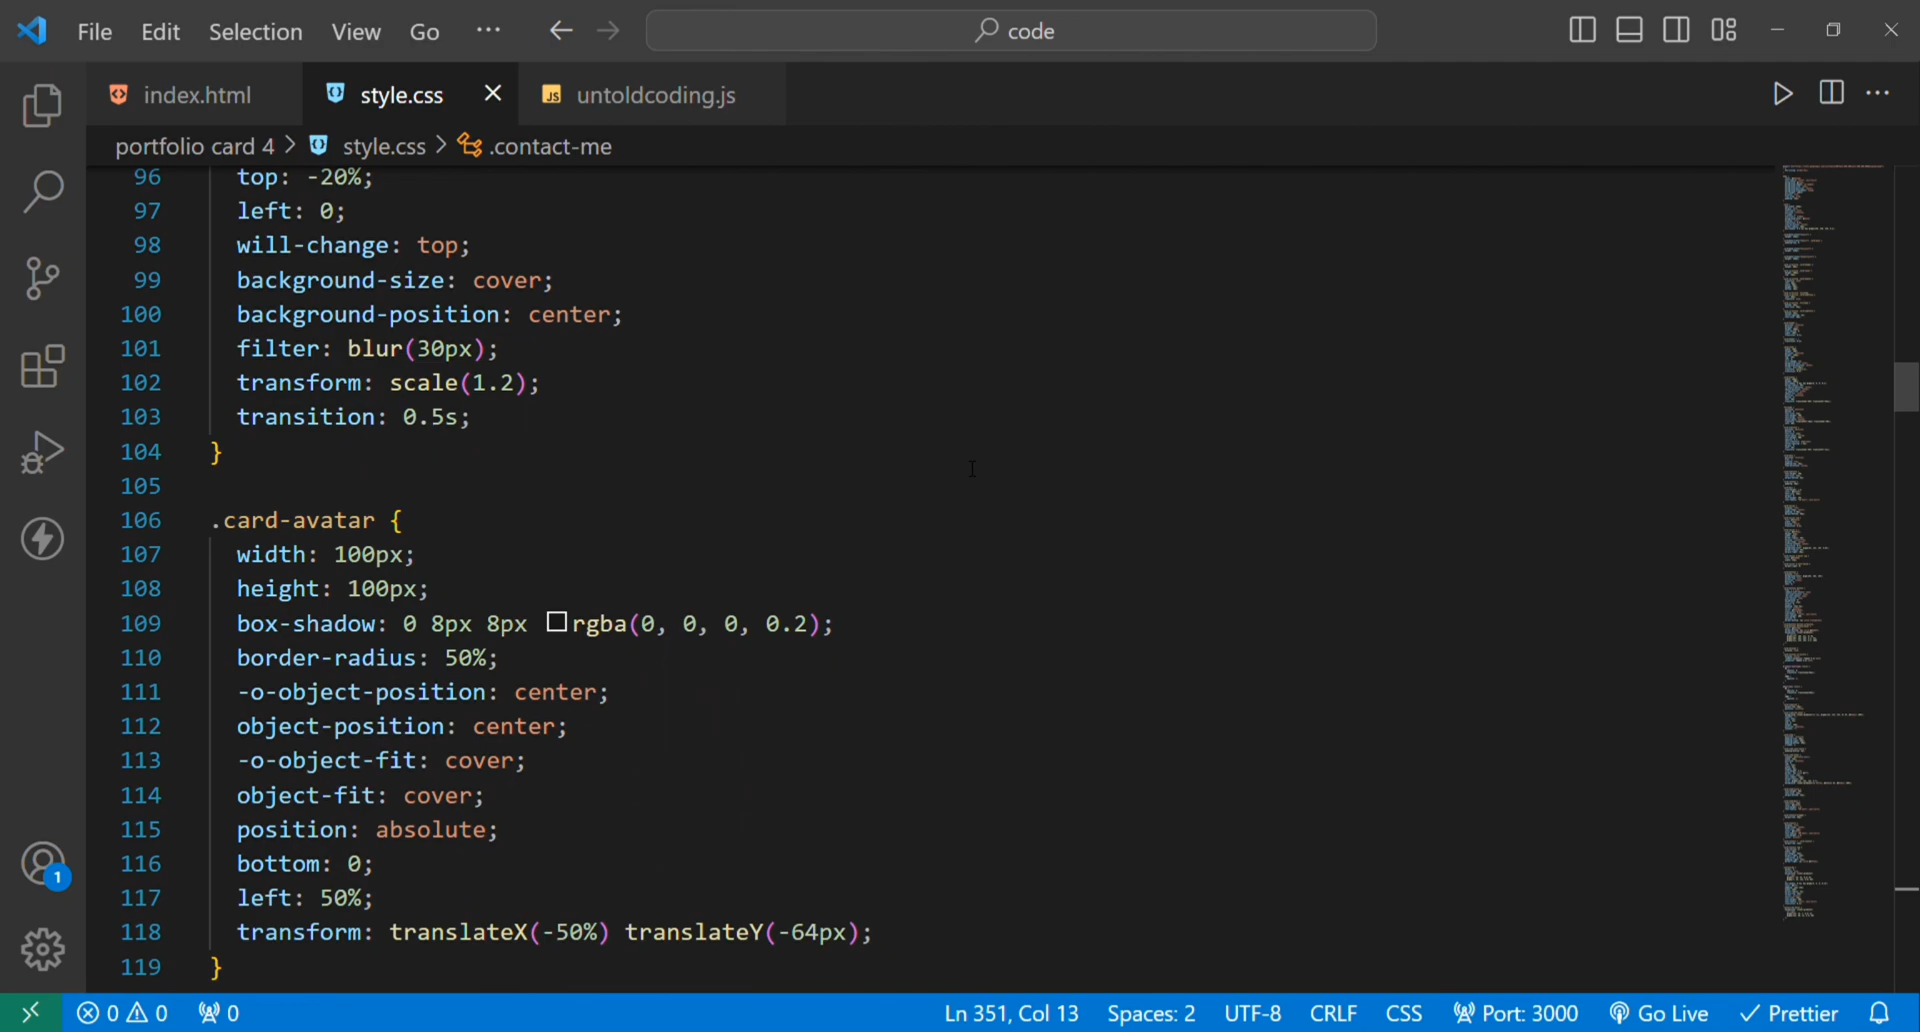 File Edit Selection View Go ··· code
index.html style.css untoldcoding.js
portfolio card 4 > style.css > .contact-me
96 top: -20%;
97 left: 0;
98 will-change: top;
99 background-size: cover;
100 background-position: center;
101 filter: blur(30px);
102 transform: scale(1.2);
103 transition: 0.5s;
104 }
105
106 .card-avatar {
107 width: 100px;
108 height: 100px;
109 box-shadow: 0 8px 8px rgba(0, 0, 0, 0.2);
110 border-radius: 50%;
111 -o-object-position: center;
112 object-position: center;
113 -o-object-fit: cover;
114 object-fit: cover;
115 position: absolute;
116 bottom: 0;
117 left: 50%;
118 transform: translateX(-50%) translateY(-64px);
119 }
1
0 0 0 Ln 351, Col 13 Spaces: 2 UTF-8 CRLF CSS Port: 3000 Go Live Prettier